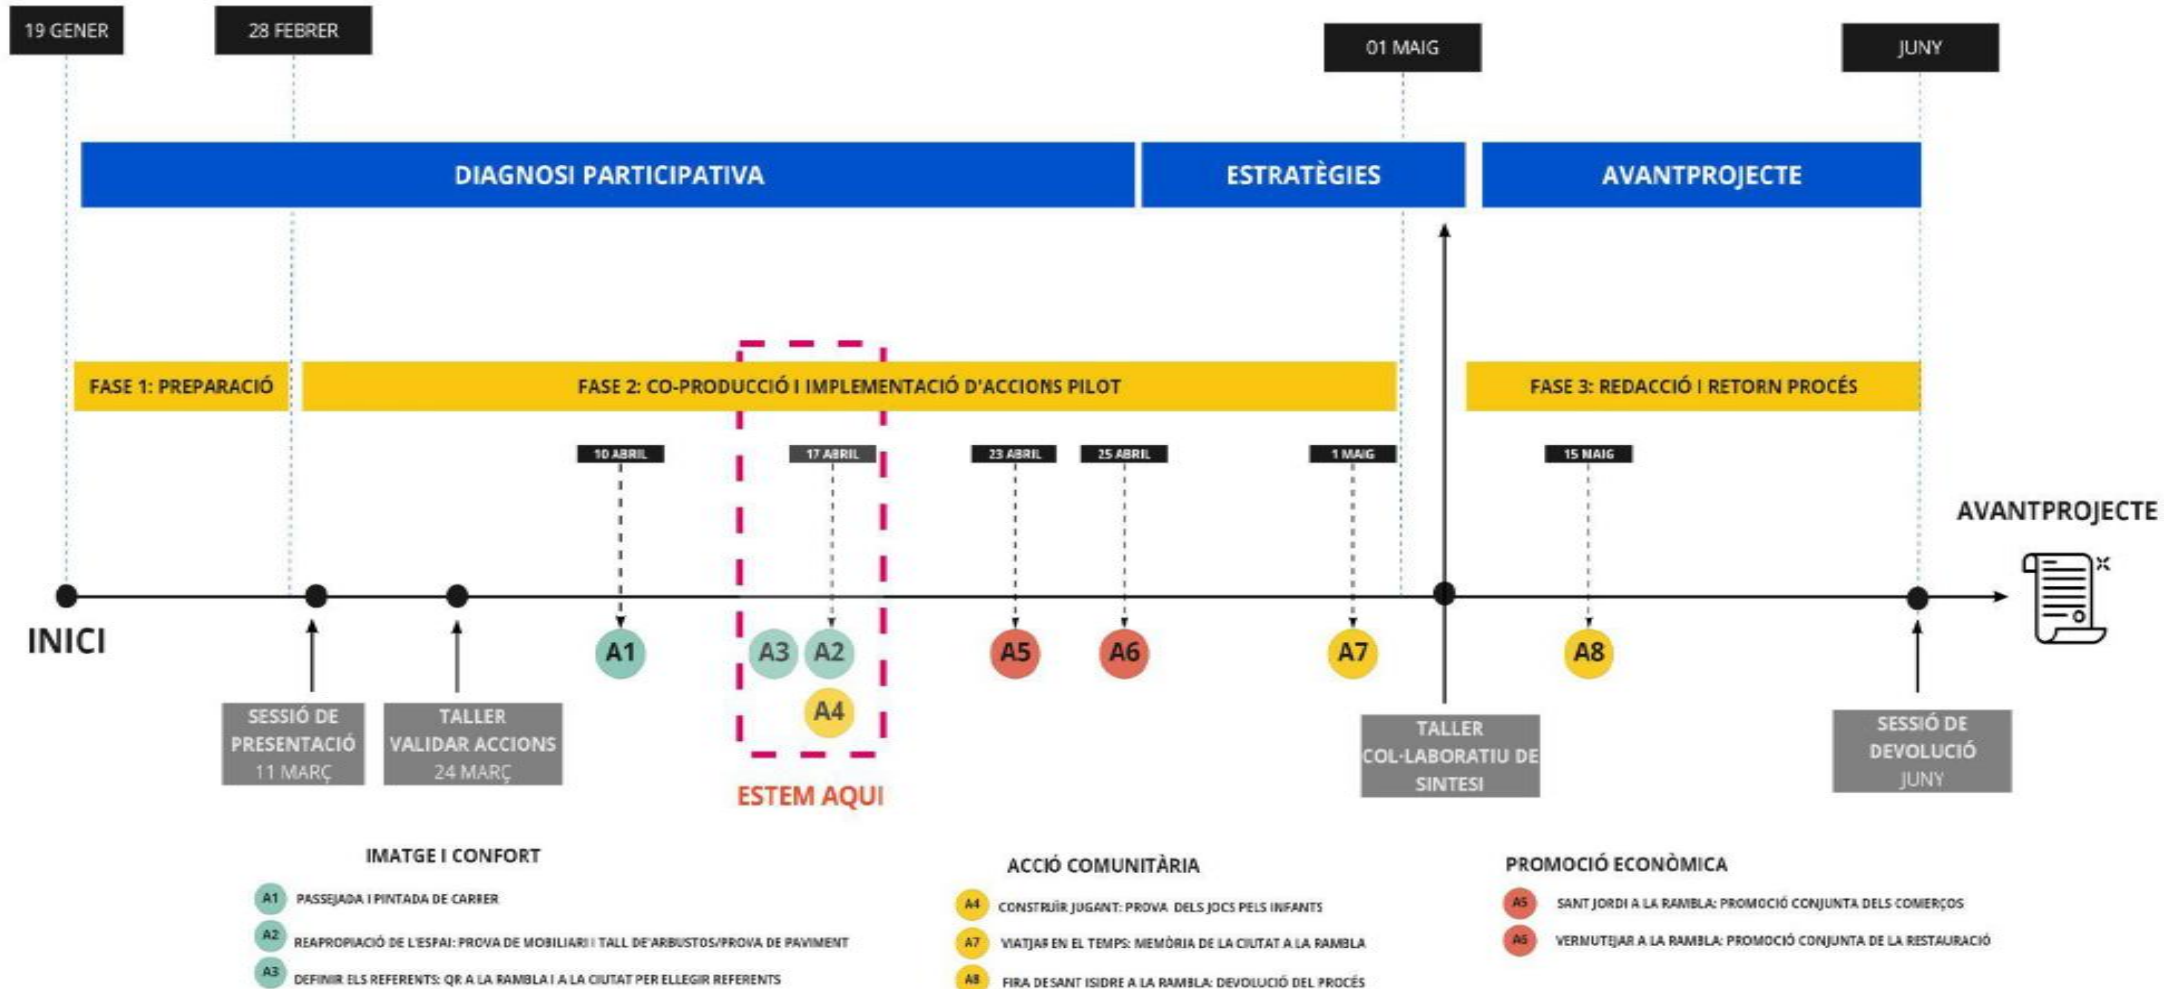 19 GENER
28 FEBRER
01 MAIG
JUNY
DIAGNOSI PARTICIPATIVA
ESTRATÈGIES
AVANTPROJECTE
FASE 1: PREPARACIÓ
FASE 2: CO-PRODUCCIÓ I IMPLEMENTACIÓ D'ACCIONS PILOT
FASE 3: REDACCIÓ I RETORN PROCÉS
10 ABRIL
17 ABRIL
23 ABRIL
25 ABRIL
1 MAIG
15 MAIG
AVANTPROJECTE
INICI
A1
A3
A2
A4
A5
A6
A7
A8
SESSIÓ DE
PRESENTACIÓ
11 MARÇ
TALLER
VALIDAR ACCIONS
24 MARÇ
ESTEM AQUI
TALLER
COL·LABORATIU DE
SINTESI
SESSIÓ DE
DEVOLUCIÓ
JUNY
IMATGE I CONFORT
A1 PASSEJADA I PINTADA DE CARRER
A2 REAPROPIACIÓ DE L'ESPAI: PROVA DE MOBILIARI I TALL DE'ARBUSTOS/PROVA DE PAVIMENT
A3 DEFINIR ELS REFERENTS: QR A LA RAMBLA I A LA CIUTAT PER ELLEGIR REFERENTS
ACCIÓ COMUNITÀRIA
A4 CONSTRUÏR JUGANT: PROVA DELS JOCS PELS INFANTS
A7 VIATJAR EN EL TEMPS: MEMÒRIA DE LA CIUTAT A LA RAMBLA
A8 FIRA DE SANT ISIDRE A LA RAMBLA: DEVOLUCIÓ DEL PROCÉS
PROMOCIÓ ECONÒMICA
A5 SANT JORDI A LA RAMBLA: PROMOCIÓ CONJUNTA DELS COMERÇOS
A6 VERMUTEJAR A LA RAMBLA: PROMOCIÓ CONJUNTA DE LA RESTAURACIÓ